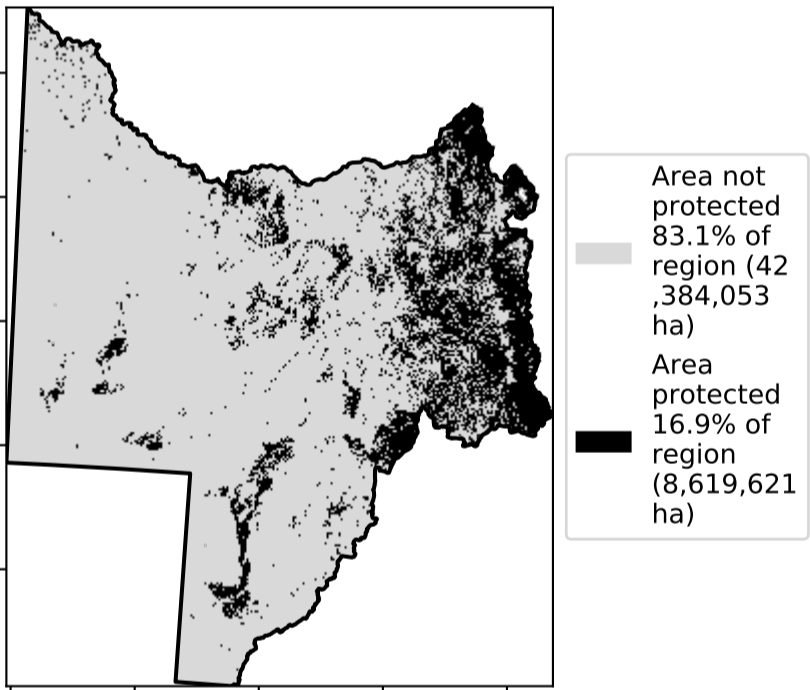 Area not
protected
83.1% of
region (42
,384,053
ha)
Area
protected
16.9% of
region
(8,619,621
ha)